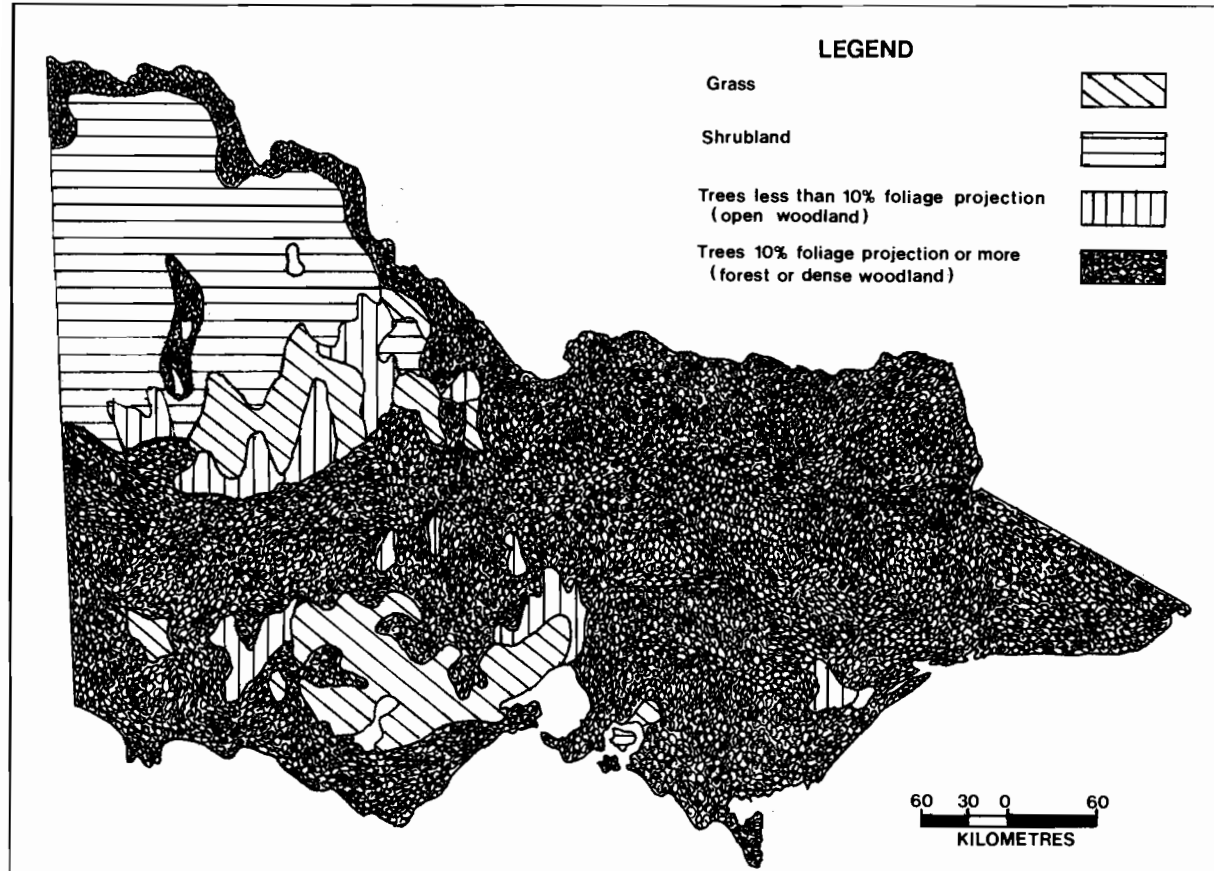 LEGEND
Grass
Shrubland
Trees less than 10% foliage projection
(open woodland)
Trees 10% foliage projection or more
(forest or dense woodland)
60 30 0 60
KILOMETRES